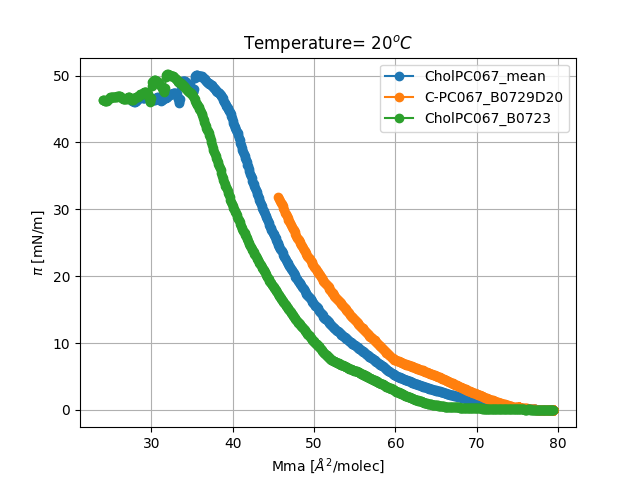 Temperature= 20°C
CholPC067_mean
C-PC067_B0729D20
CholPC067_B0723
π [mN/m]
50
40
30
20
10
0
30 40 50 60 70 80
Mma [Å²/molec]